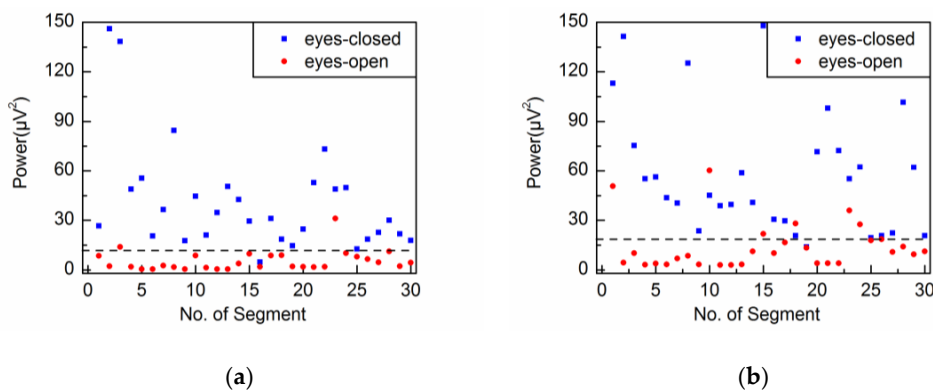 150
120
90
60
30
0
Power(μV²)
eyes-closed
eyes-open
0 5 10 15 20 25 30
No. of Segment
(a)
150
120
90
60
30
0
Power(μV²)
eyes-closed
eyes-open
0 5 10 15 20 25 30
No. of Segment
(b)